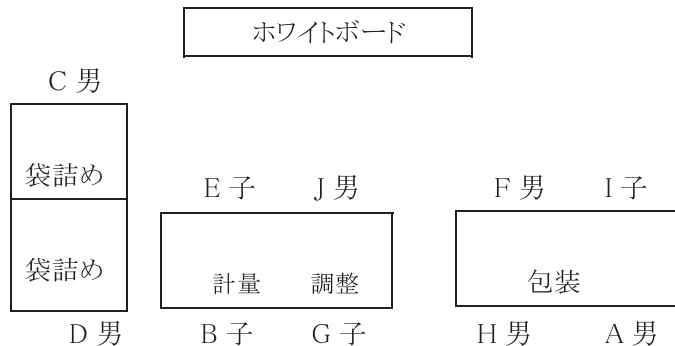 ホワイトボード
C 男
袋詰め
E 子 J 男 F 男 I 子
袋詰め
計量 調整 包装
D 男 B 子 G 子 H 男 A 男